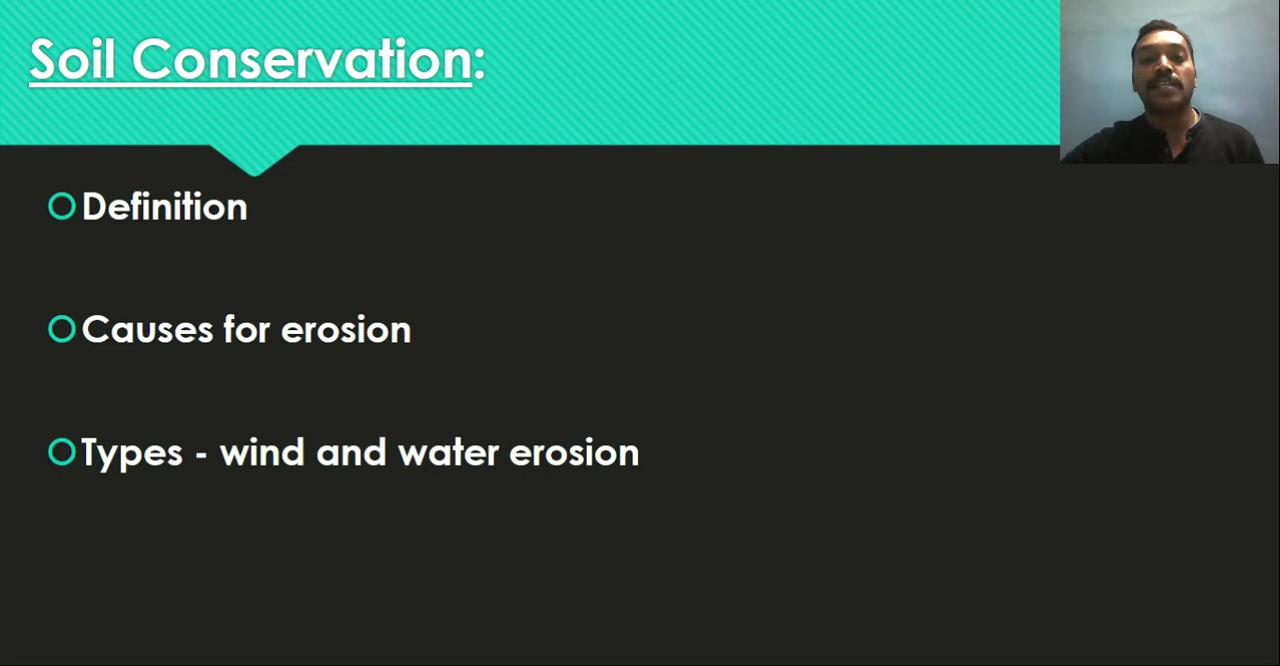 Soil Conservation:
Definition
Causes for erosion
Types - wind and water erosion